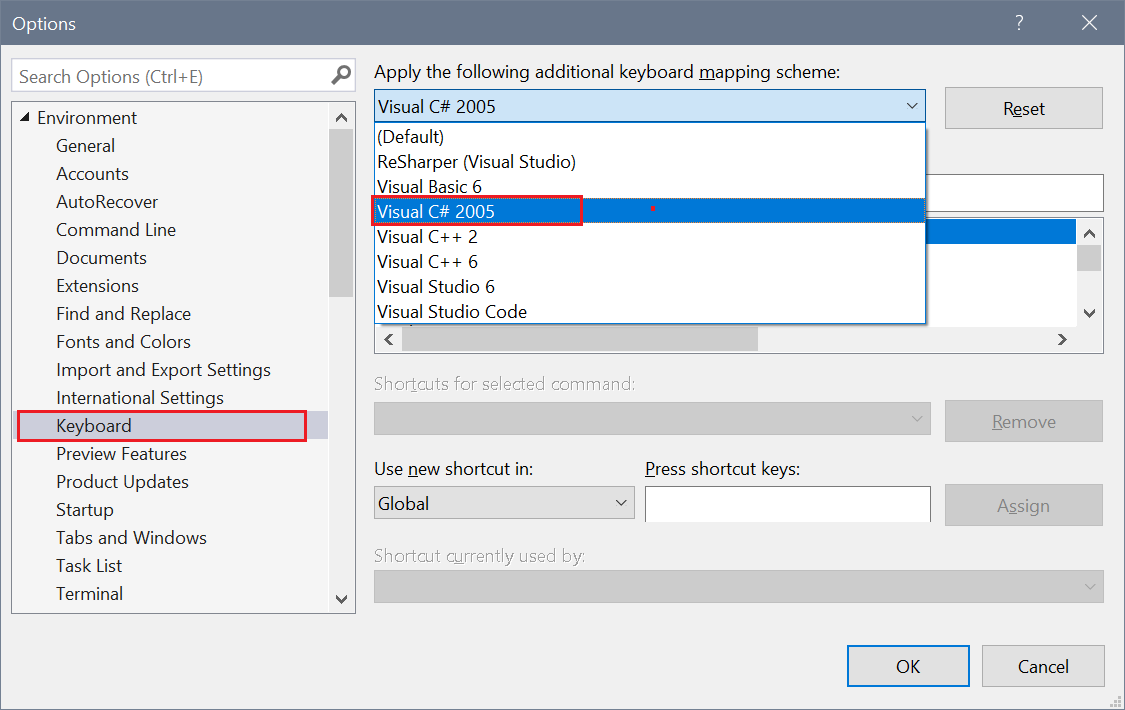 Options
?
Search Options (Ctrl+E)
Environment
General
Accounts
AutoRecover
Command Line
Documents
Extensions
Find and Replace
Fonts and Colors
Import and Export Settings
International Settings
Keyboard
Preview Features
Product Updates
Startup
Tabs and Windows
Task List
Terminal
Apply the following additional keyboard mapping scheme:
Visual C# 2005
Reset
(Default)
ReSharper (Visual Studio)
Visual Basic 6
Visual C# 2005
Visual C++ 2
Visual C++ 6
Visual Studio 6
Visual Studio Code
Shortcuts for selected command:
Remove
Use new shortcut in:
Press shortcut keys:
Global
Assign
Shortcut currently used by:
OK
Cancel